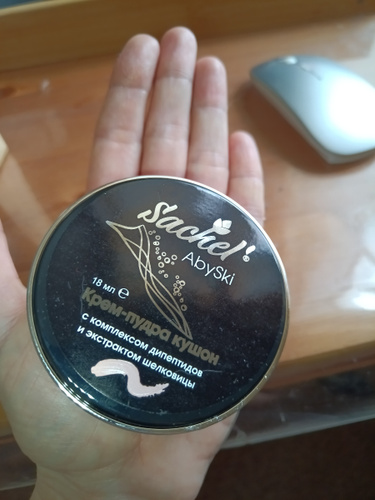 Sachel'®
AbySki
18 мл ℮
крем-пудра кушон
с комплексом дипептидов
и экстрактом шелковицы